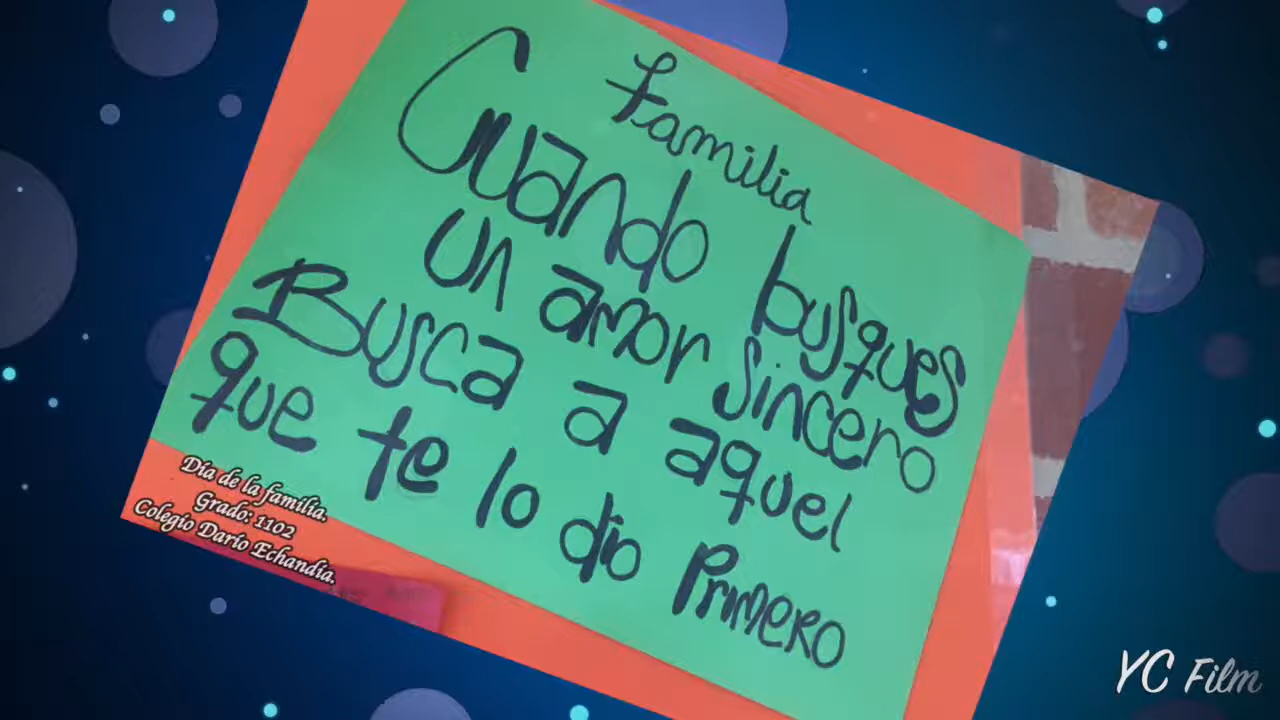 Familia
Cuando busques
un amor sincero
Busca a aquel
que te lo dio Primero
Día de la familia.
Grado: 1102
Colegio Darío Echandía.
YC Film